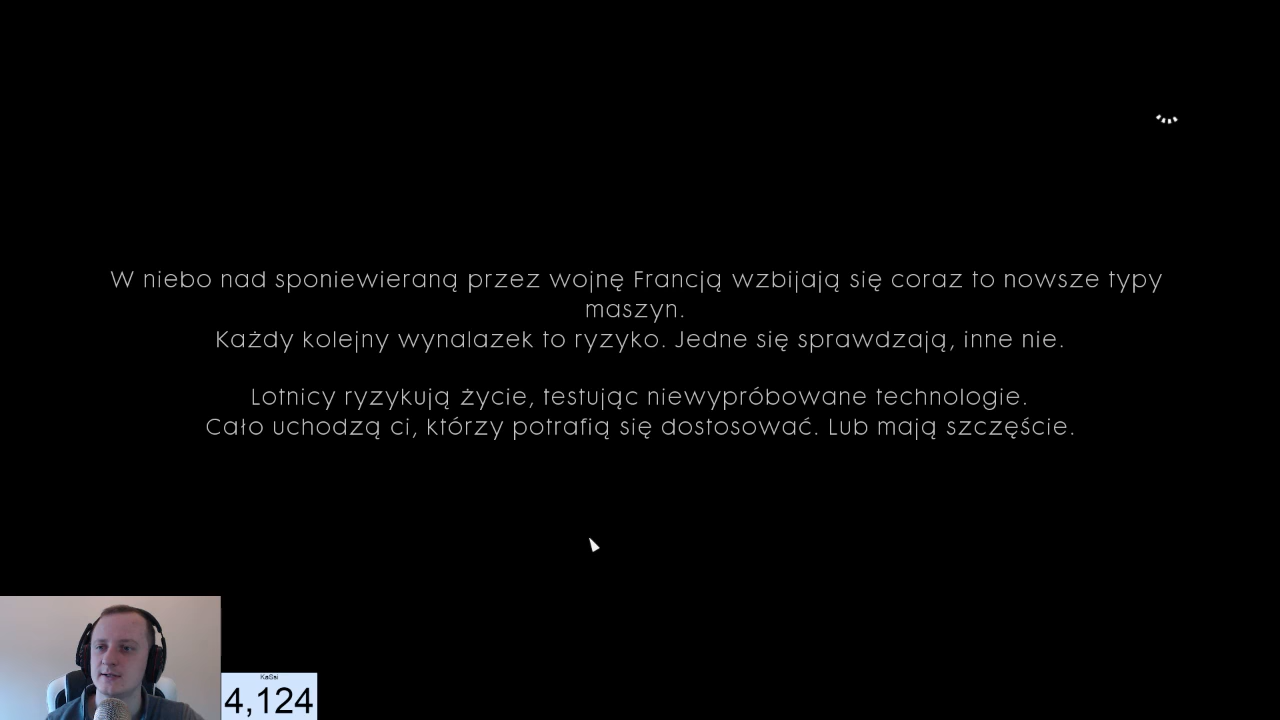 W niebo nad sponiewieraną przez wojnę Francją wzbijają się coraz to nowsze typy
maszyn.
Każdy kolejny wynalazek to ryzyko. Jedne się sprawdzają, inne nie.
Lotnicy ryzykują życie, testując niewypróbowane technologie.
Cało uchodzą ci, którzy potrafią się dostosować. Lub mają szczęście.
KaSai
4,124